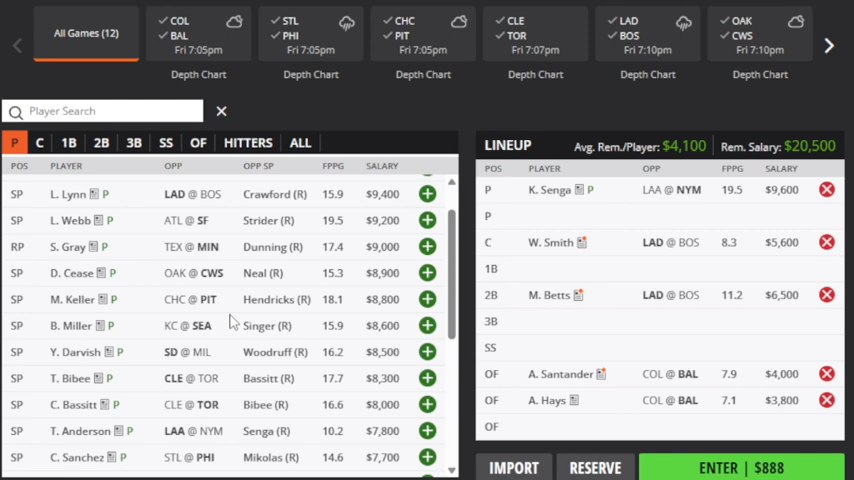 All Games (12)
COL
BAL
Fri 7:05pm
STL
PHI
Fri 7:05pm
CHC
PIT
Fri 7:05pm
CLE
TOR
Fri 7:07pm
LAD
BOS
Fri 7:10pm
OAK
CWS
Fri 7:10pm
Depth Chart Depth Chart Depth Chart Depth Chart Depth Chart Depth Chart
Player Search
P C 1B 2B 3B SS OF HITTERS ALL
POS PLAYER OPP OPP SP FPPG SALARY
SP L. Lynn P LAD @ BOS Crawford (R) 15.9 $9,400
SP L. Webb P ATL @ SF Strider (R) 19.5 $9,200
RP S. Gray P TEX @ MIN Dunning (R) 17.4 $9,000
SP D. Cease P OAK @ CWS Neal (R) 15.3 $8,900
SP M. Keller P CHC @ PIT Hendricks (R) 18.1 $8,800
SP B. Miller P KC @ SEA Singer (R) 15.9 $8,600
SP Y. Darvish P SD @ MIL Woodruff (R) 16.2 $8,500
SP T. Bibee P CLE @ TOR Bassitt (R) 17.7 $8,300
SP C. Bassitt P CLE @ TOR Bibee (R) 16.6 $8,000
SP T. Anderson P LAA @ NYM Senga (R) 10.2 $7,800
SP C. Sanchez P STL @ PHI Mikolas (R) 14.6 $7,700
LINEUP Avg. Rem./Player: $4,100 Rem. Salary: $20,500
POS PLAYER OPP FPPG SALARY
P K. Senga P LAA @ NYM 19.5 $9,600
P
C W. Smith LAD @ BOS 8.3 $5,600
1B
2B M. Betts LAD @ BOS 11.2 $6,500
3B
SS
OF A. Santander COL @ BAL 7.9 $4,000
OF A. Hays COL @ BAL 7.1 $3,800
OF
IMPORT RESERVE ENTER | $888